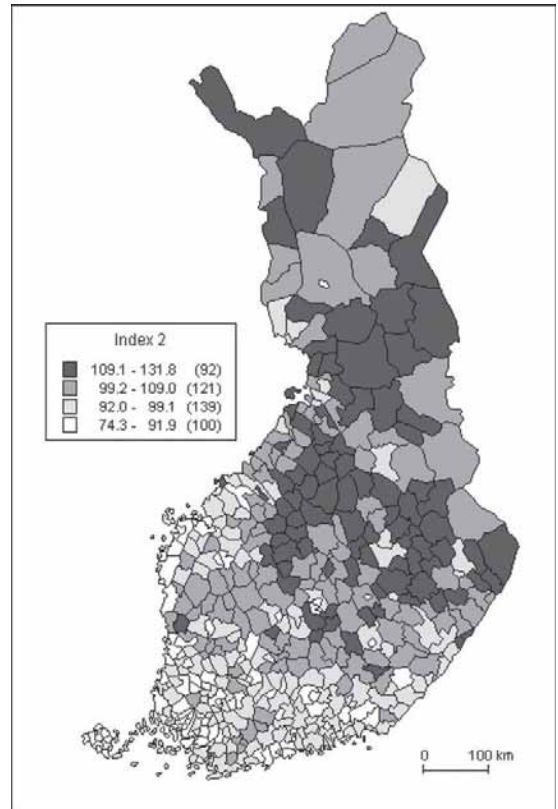 Index 2
109.1 - 131.8 (92)
99.2 - 109.0 (121)
92.0 - 99.1 (139)
74.3 - 91.9 (100)
0 100 km